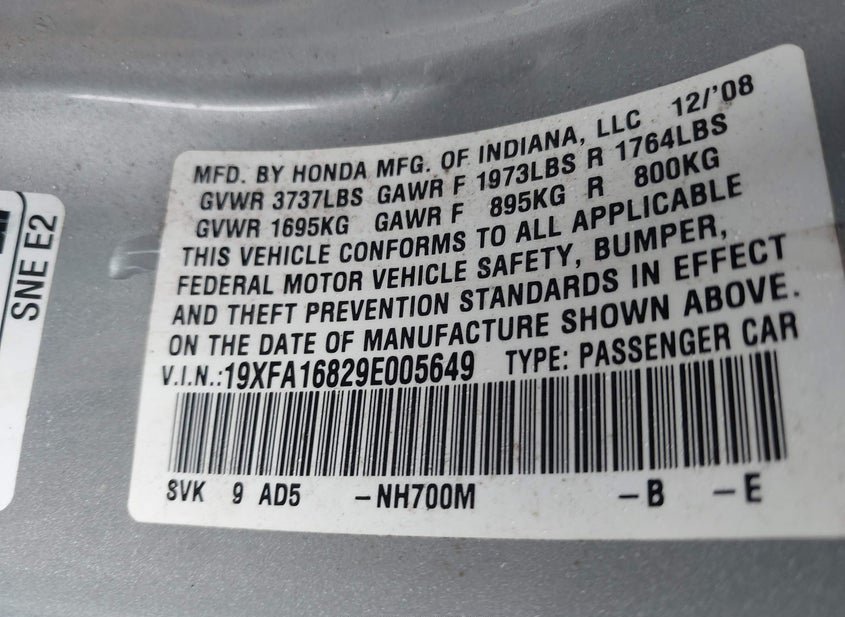 MFD. BY HONDA MFG. OF INDIANA, LLC 12/'08
GVWR 3737LBS GAWR F 1973LBS R 1764LBS
GVWR 1695KG GAWR F 895KG R 800KG
THIS VEHICLE CONFORMS TO ALL APPLICABLE
FEDERAL MOTOR VEHICLE SAFETY, BUMPER,
AND THEFT PREVENTION STANDARDS IN EFFECT
ON THE DATE OF MANUFACTURE SHOWN ABOVE.
V.I.N.:19XFA16829E005649 TYPE: PASSENGER CAR
SVK 9 AD5 -NH700M -B -E
SNE E2